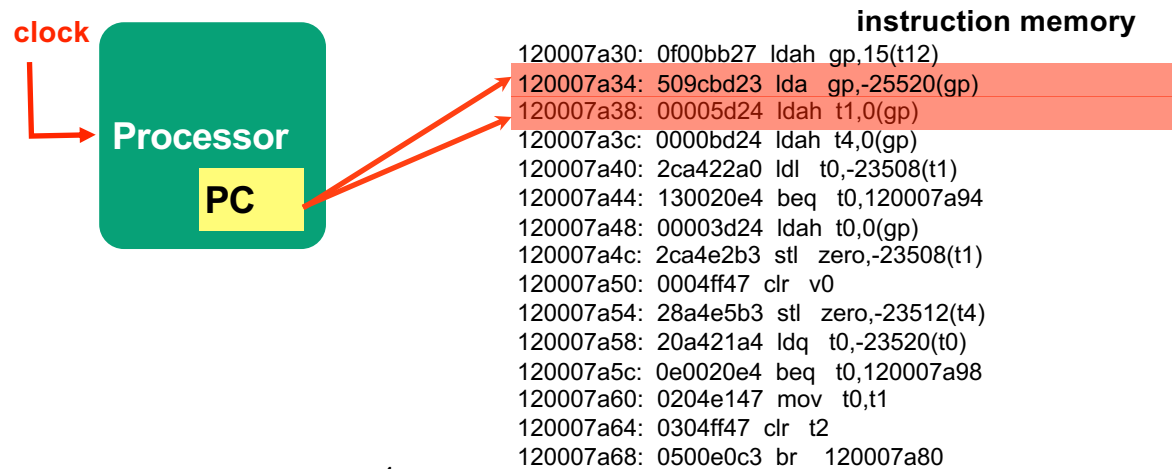 instruction memory
clock
Processor
PC
120007a30: 0f00bb27 ldah gp,15(t12)
120007a34: 509cbd23 lda gp,-25520(gp)
120007a38: 00005d24 ldah t1,0(gp)
120007a3c: 0000bd24 ldah t4,0(gp)
120007a40: 2ca422a0 ldl t0,-23508(t1)
120007a44: 130020e4 beq t0,120007a94
120007a48: 00003d24 ldah t0,0(gp)
120007a4c: 2ca4e2b3 stl zero,-23508(t1)
120007a50: 0004ff47 clr v0
120007a54: 28a4e5b3 stl zero,-23512(t4)
120007a58: 20a421a4 ldq t0,-23520(t0)
120007a5c: 0e0020e4 beq t0,120007a98
120007a60: 0204e147 mov t0,t1
120007a64: 0304ff47 clr t2
120007a68: 0500e0c3 br 120007a80